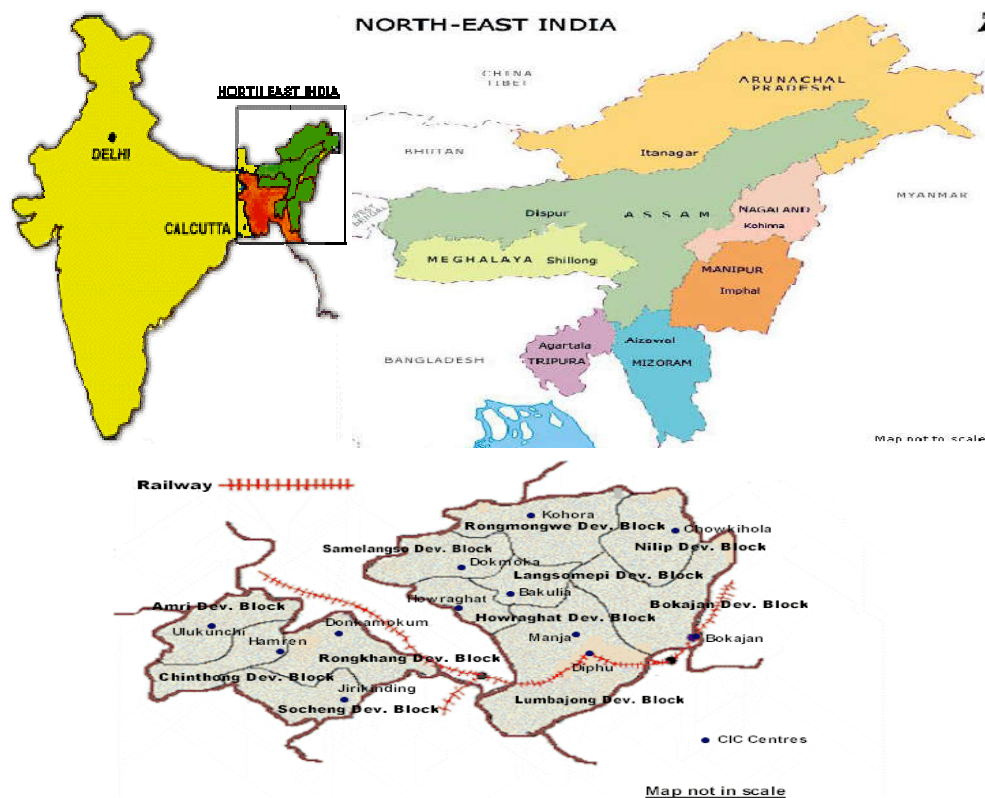 NORTH EAST INDIA
DELHI
CALCUTTA
NORTH-EAST INDIA
CHINA
TIBET
ARUNACHAL
PRADESH
BHUTAN
Itanagar
MYANMAR
WEST
BENGAL
Dispur
ASSAM
NAGALAND
Kohima
MEGHALAYA Shillong
MANIPUR
Imphal
BANGLADESH
Agartala
TRIPURA
Aizowol
MIZORAM
Map not to scale
Railway
Kohora
Rongmongwe Dev. Block
Chowkihola
Nilip Dev. Block
Samelangso Dev. Block
Dokmoka
Langsomepi Dev. Block
Bakulia
Howraghat
Howraghat Dev. Block
Bokajan Dev. Block
Amri Dev. Block
Ulukunchi
Donkamokum
Hamren
Manja
Bokajan
Rongkhang Dev. Block
Diphu
Chinthong Dev. Block
Jirikinding
Socheng Dev. Block
Lumbajong Dev. Block
CIC Centres
Map not in scale